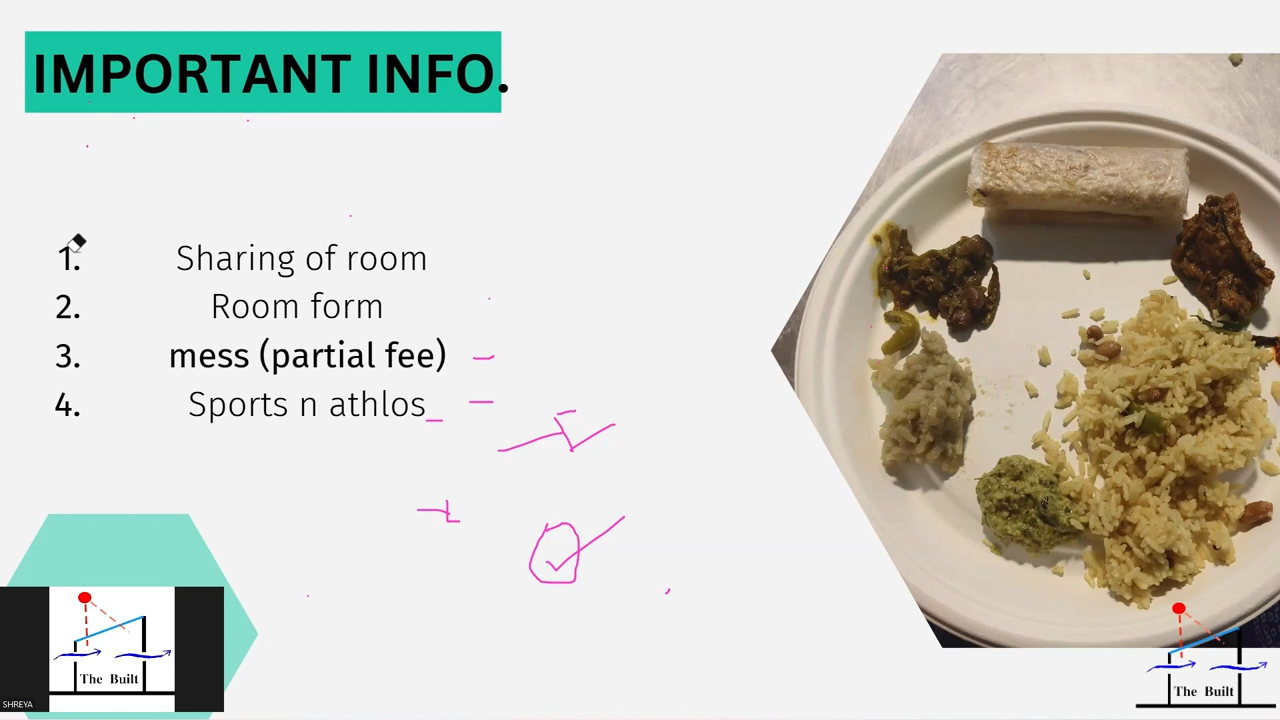 IMPORTANT INFO.
1. Sharing of room
2. Room form
3. mess (partial fee)
4. Sports n athlos
The Built
SHREYA
The Built